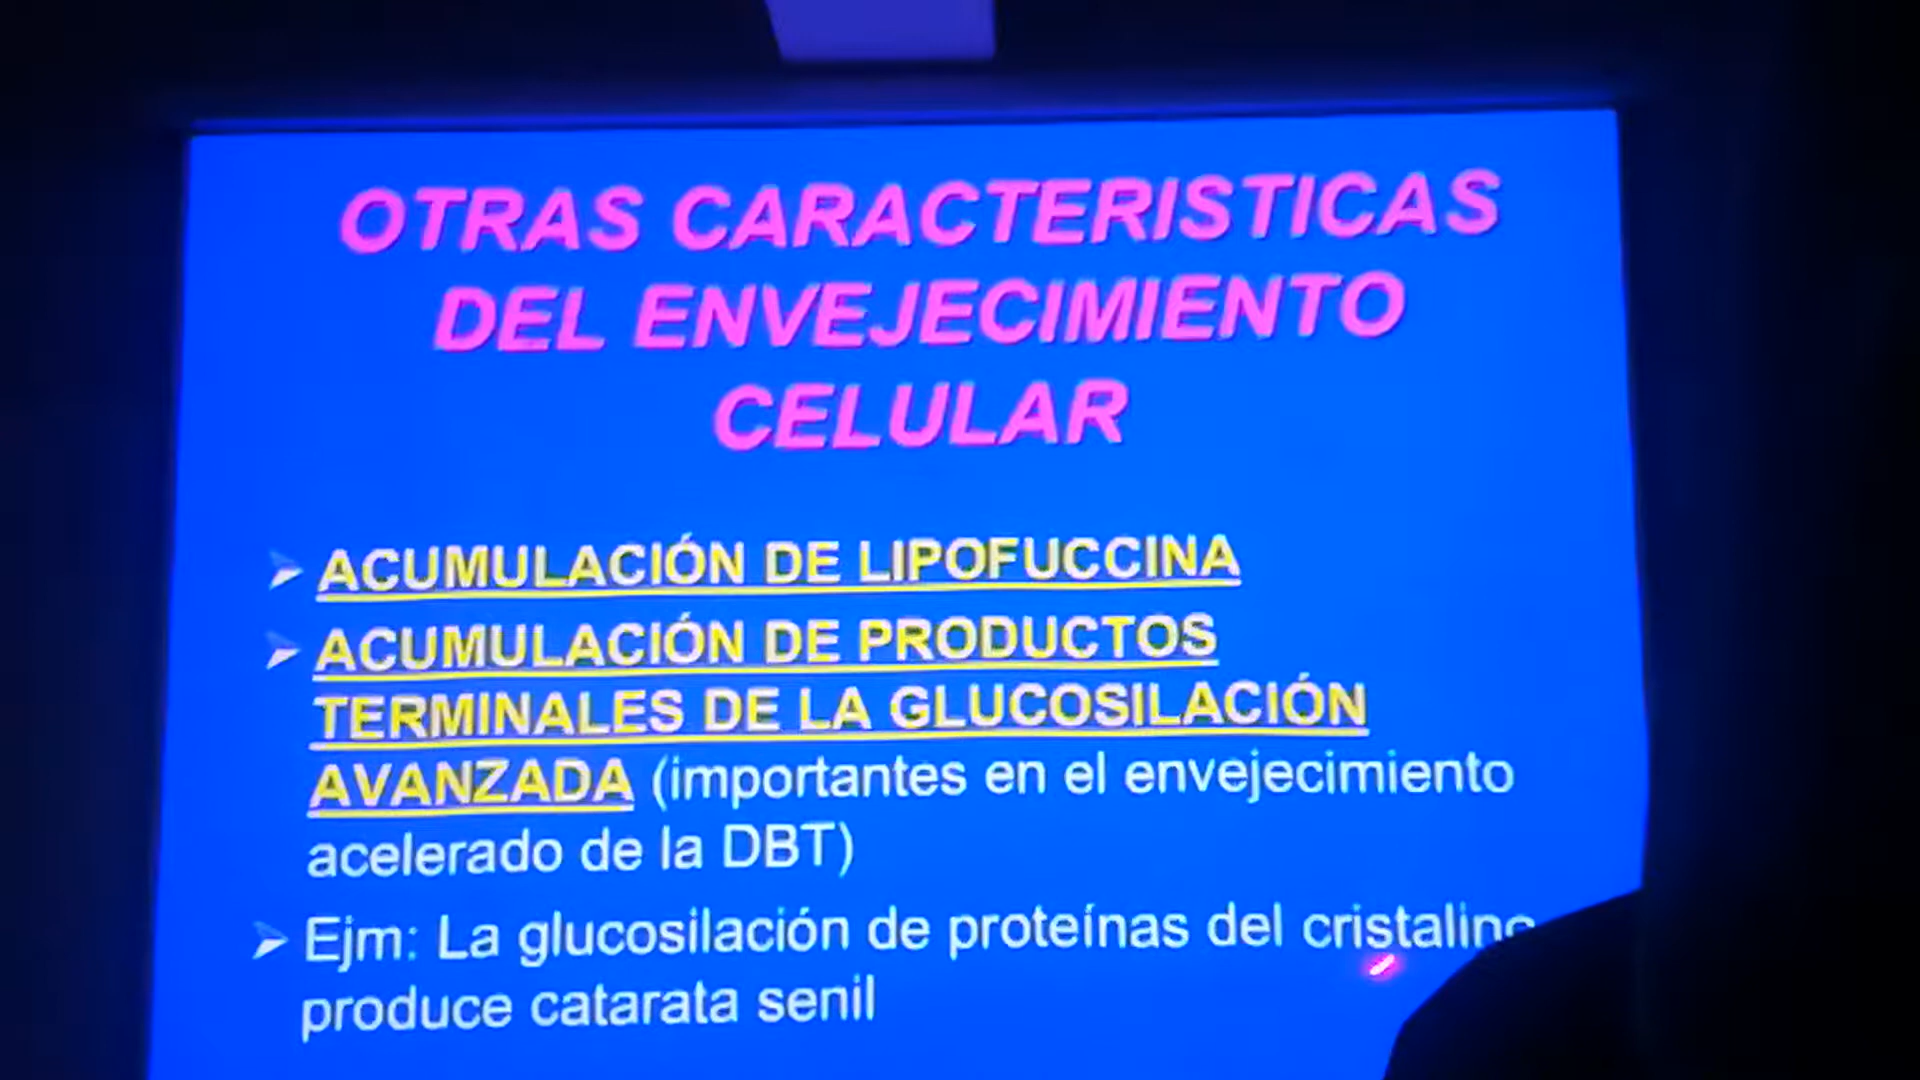 OTRAS CARACTERISTICAS
DEL ENVEJECIMIENTO
CELULAR
ACUMULACIÓN DE LIPOFUCCINA
ACUMULACIÓN DE PRODUCTOS
TERMINALES DE LA GLUCOSILACIÓN
AVANZADA (importantes en el envejecimiento
acelerado de la DBT)
Ejm: La glucosilación de proteínas del cristalino
produce catarata senil